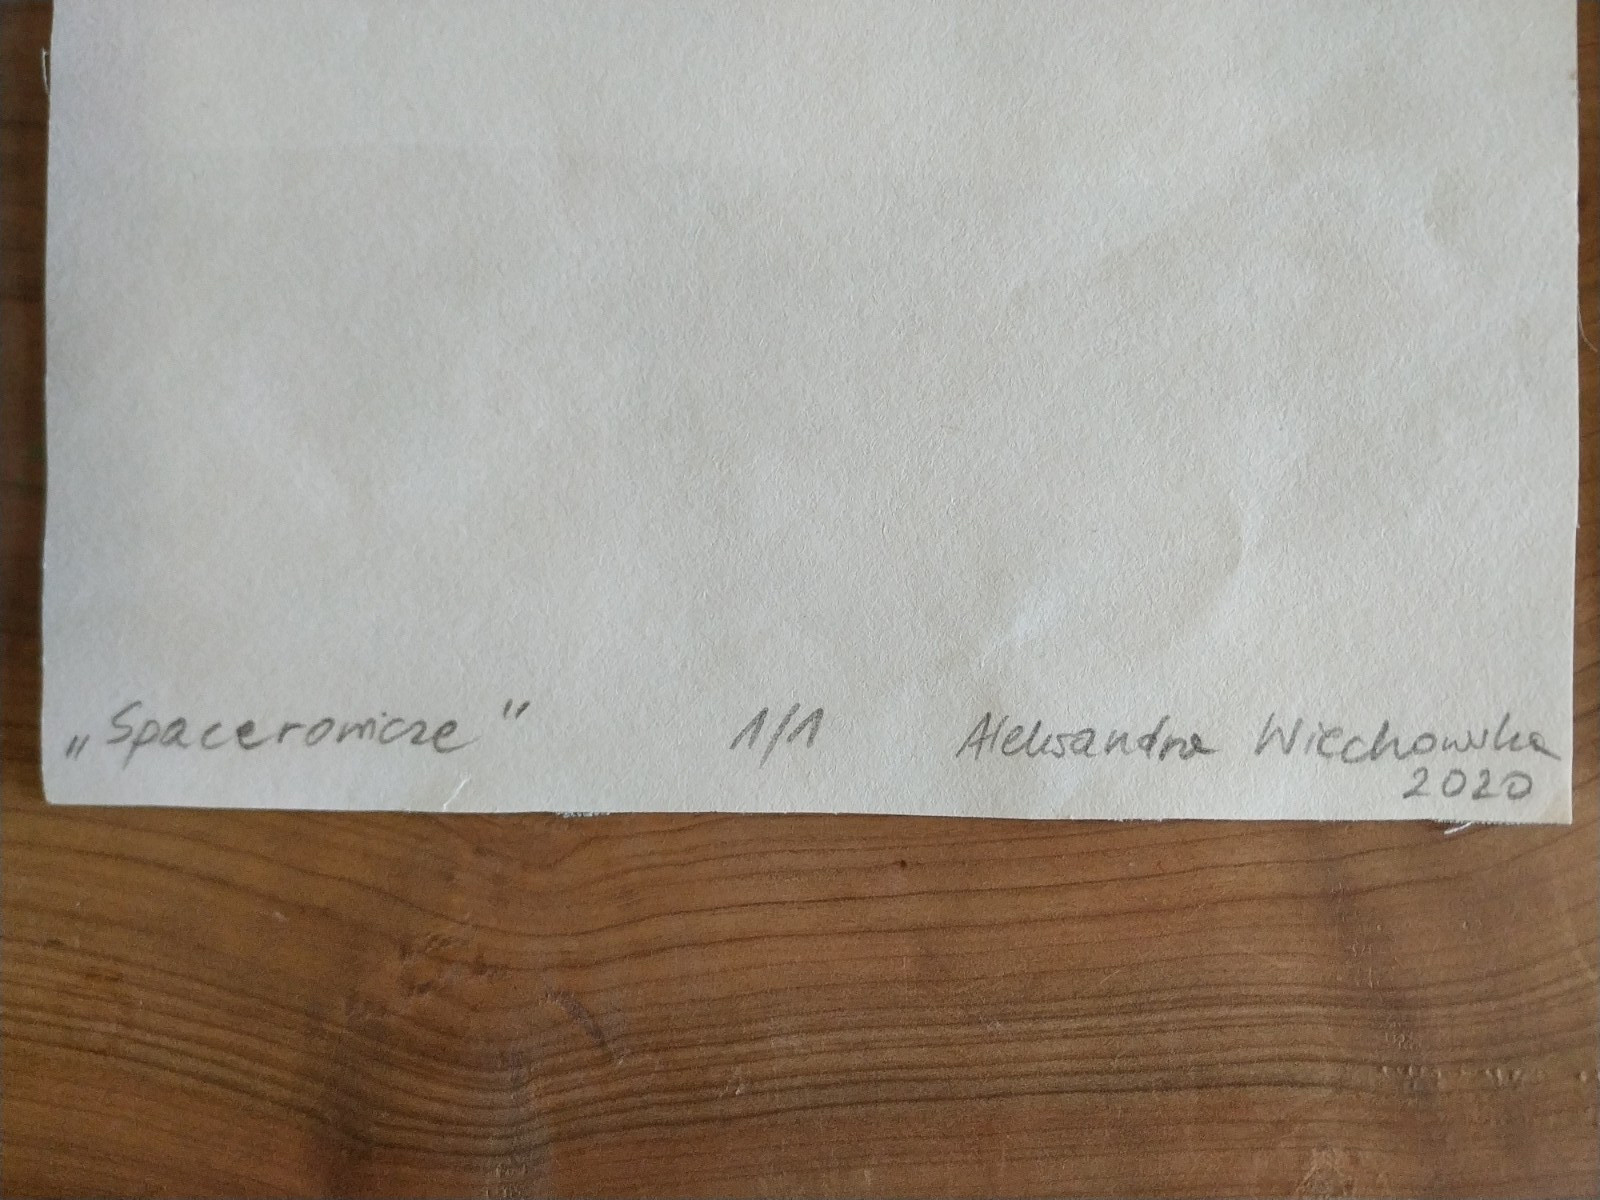 „Spacerowicze" 1/1 Aleksandra Wiechowska
2020